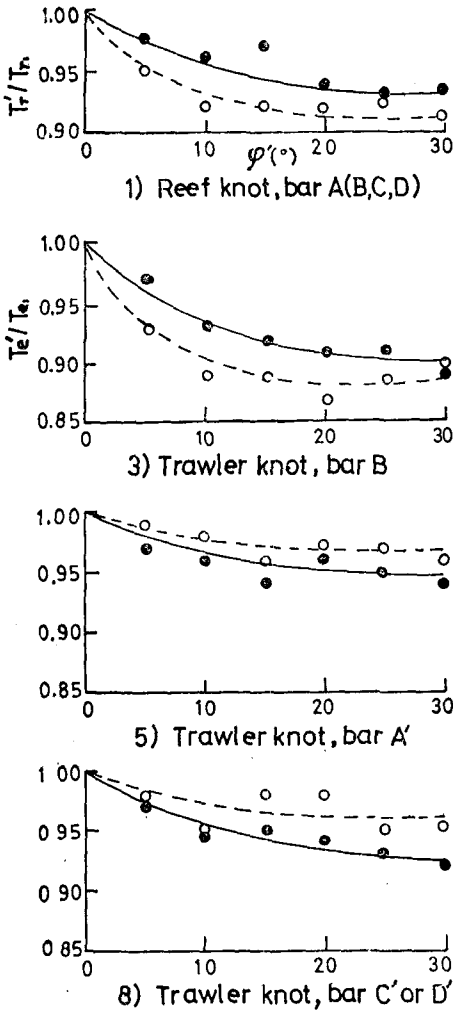 1.00
0.95
0.90
Tr'/Tr₁
0 10 20 30
φ'(°)
1) Reef knot, bar A(B,C,D)
1.00
0.95
0.90
0.85
Te'/Te₁
0 10 20 30
3) Trawler knot, bar B
1.00
0.95
0.90
0.85
0 10 20 30
5) Trawler knot, bar A'
1 00
0.95
0 90
0 85
0 10 20 30
8) Trawler knot, bar C' or D'